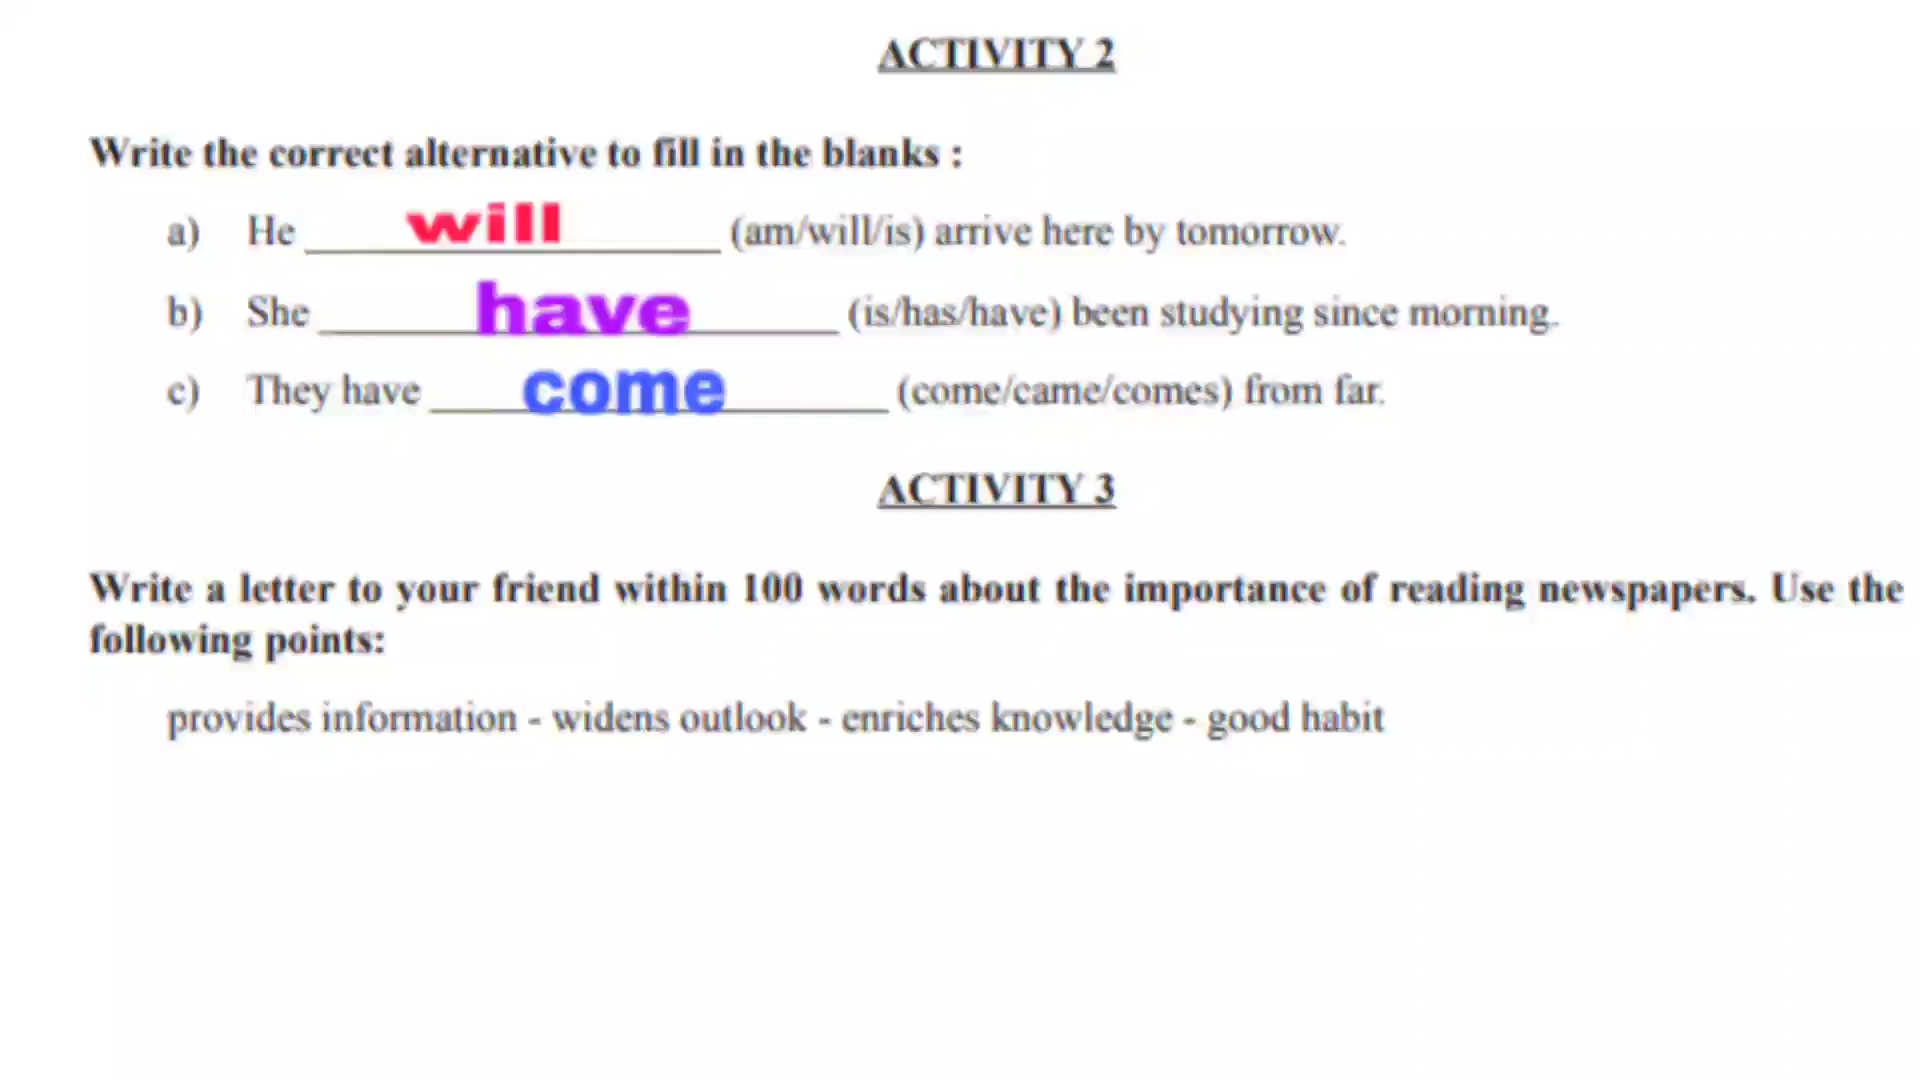 ACTIVITY 2
Write the correct alternative to fill in the blanks :
a) He will (am/will/is) arrive here by tomorrow.
b) She have (is/has/have) been studying since morning.
c) They have come (come/came/comes) from far.
ACTIVITY 3
Write a letter to your friend within 100 words about the importance of reading newspapers. Use the
following points:
provides information - widens outlook - enriches knowledge - good habit